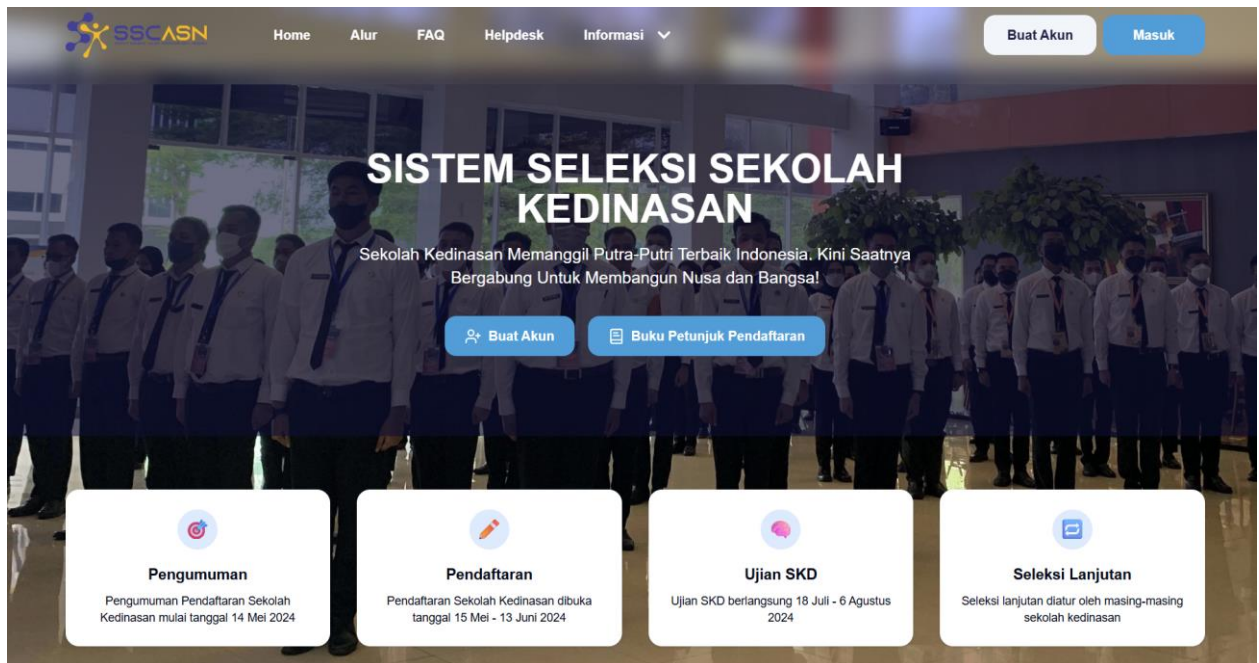 SSCASN
Home
Alur
FAQ
Helpdesk
Informasi
Buat Akun
Masuk
SISTEM SELEKSI SEKOLAH
KEDINASAN
Sekolah Kedinasan Memanggil Putra-Putri Terbaik Indonesia. Kini Saatnya
Bergabung Untuk Membangun Nusa dan Bangsa!
Buat Akun
Buku Petunjuk Pendaftaran
Pengumuman
Pengumuman Pendaftaran Sekolah
Kedinasan mulai tanggal 14 Mei 2024
Pendaftaran
Pendaftaran Sekolah Kedinasan dibuka
tanggal 15 Mei - 13 Juni 2024
Ujian SKD
Ujian SKD berlangsung 18 Juli - 6 Agustus
2024
Seleksi Lanjutan
Seleksi lanjutan diatur oleh masing-masing
sekolah kedinasan